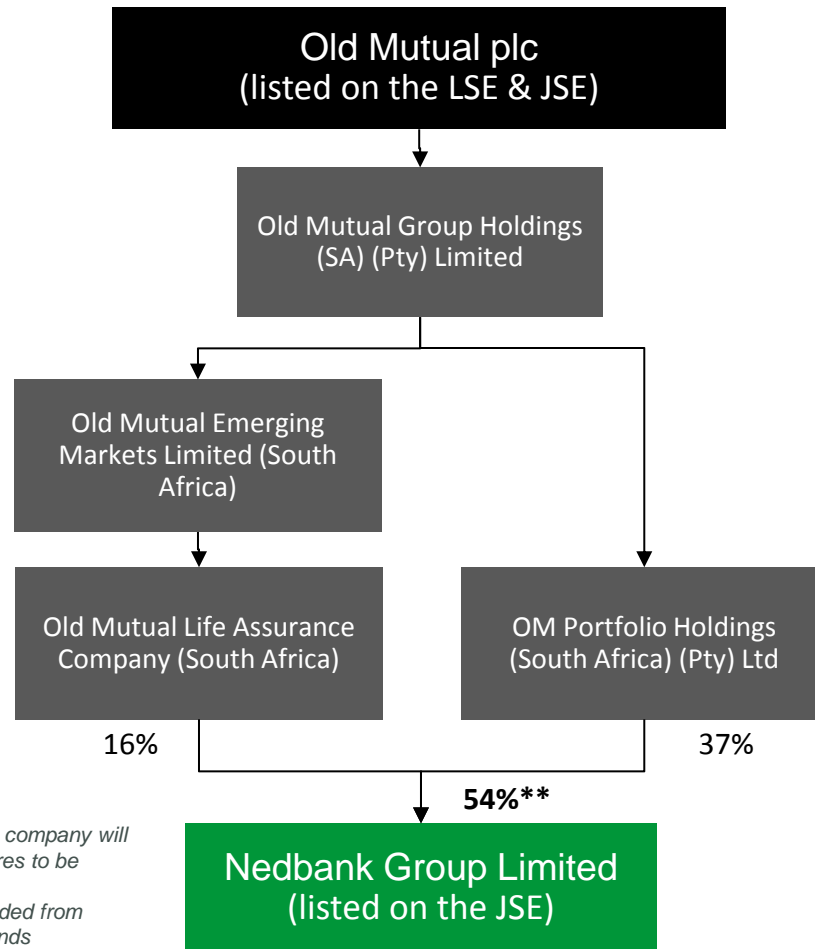 Old Mutual plc
(listed on the LSE & JSE)
Old Mutual Group Holdings
(SA) (Pty) Limited
Old Mutual Emerging
Markets Limited (South
Africa)
Old Mutual Life Assurance
Company (South Africa)
OM Portfolio Holdings
(South Africa) (Pty) Ltd
16%
37%
54%**
company will
res to be
ded from
nds
Nedbank Group Limited
(listed on the JSE)